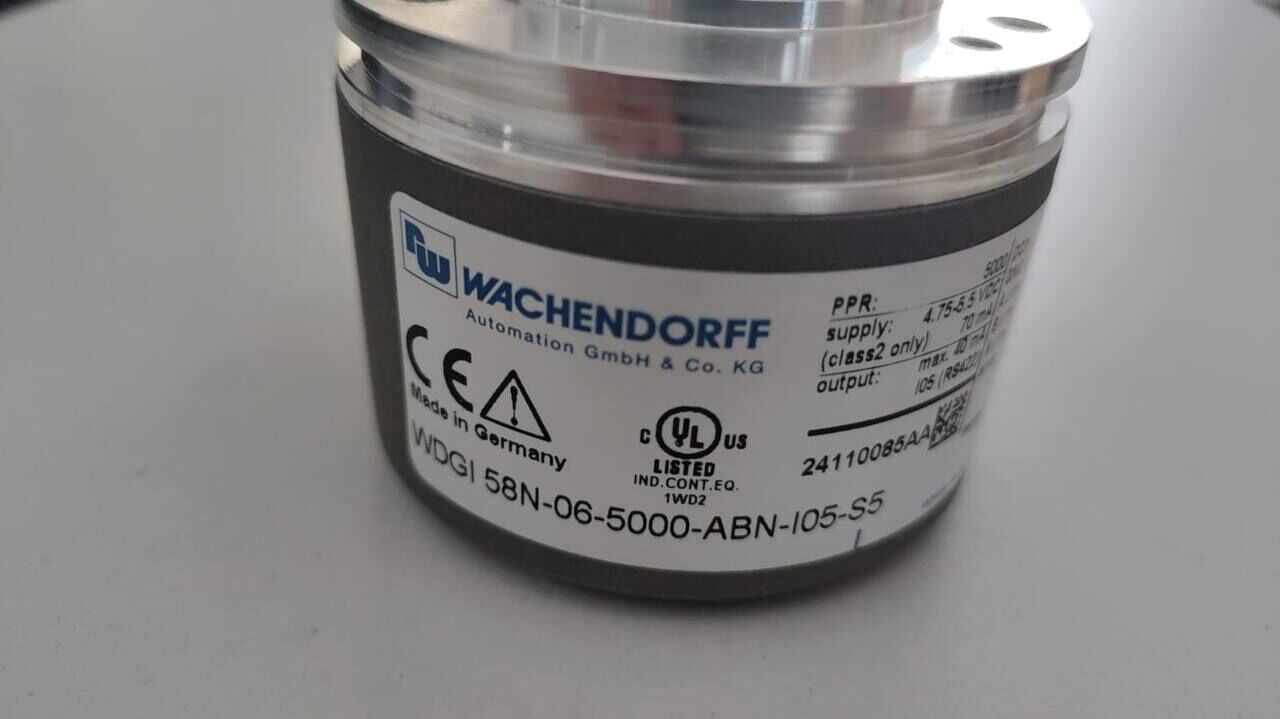 WACHENDORFF
Automation GmbH & Co. KG
CE
Made in Germany
C UL US
LISTED
IND.CONT.EQ.
1WD2
WDGI 58N-06-5000-ABN-I05-S5
PPR: 5000
supply: 4.75-5.5 VDC
(class2 only) 70 mA
output: max. 40 mA
I05 (RS422)
24110085AA